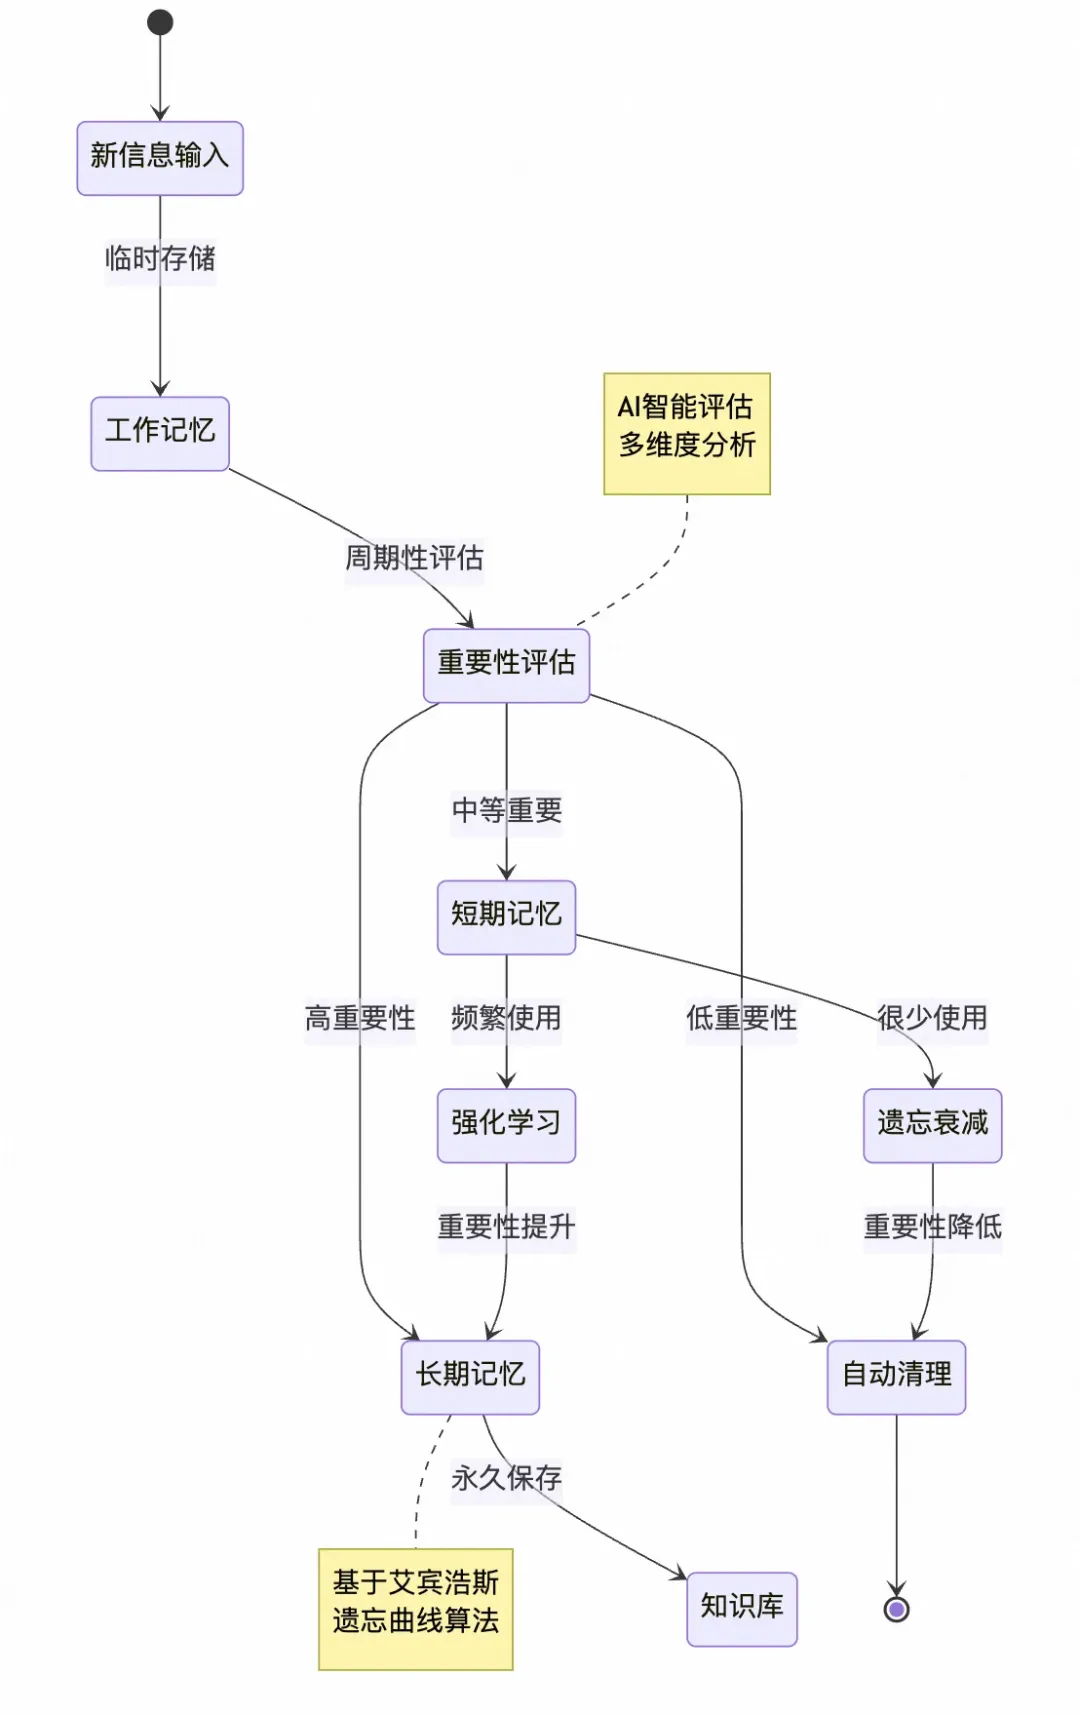 新信息输入
临时存储
工作记忆
AI智能评估
多维度分析
周期性评估
重要性评估
中等重要
短期记忆
高重要性
频繁使用
低重要性
很少使用
强化学习
遗忘衰减
重要性提升
重要性降低
长期记忆
自动清理
永久保存
基于艾宾浩斯
遗忘曲线算法
知识库